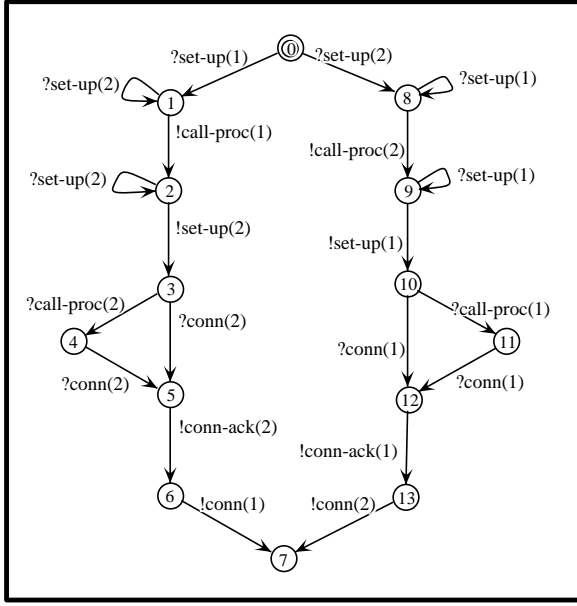 0
?set-up(1)
?set-up(2)
?set-up(2)
1
8
?set-up(1)
!call-proc(1)
!call-proc(2)
?set-up(2)
2
9
?set-up(1)
!set-up(2)
!set-up(1)
3
10
?call-proc(2)
?call-proc(1)
?conn(2)
4
11
?conn(1)
?conn(2)
?conn(1)
5
12
!conn-ack(2)
!conn-ack(1)
6
13
!conn(1)
!conn(2)
7